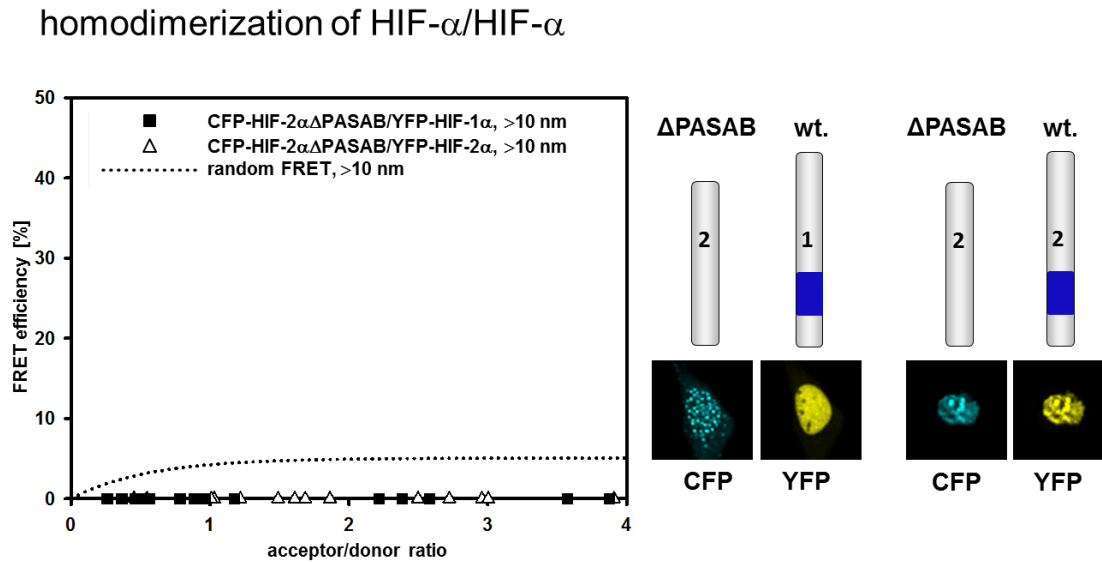 homodimerization of HIF-α/HIF-α
50
40
30
20
10
0
FRET efficiency [%]
CFP-HIF-2αΔPASAB/YFP-HIF-1α, >10 nm
CFP-HIF-2αΔPASAB/YFP-HIF-2α, >10 nm
random FRET, >10 nm
0 1 2 3 4
acceptor/donor ratio
ΔPASAB wt.
2 1
CFP YFP
ΔPASAB wt.
2 2
CFP YFP